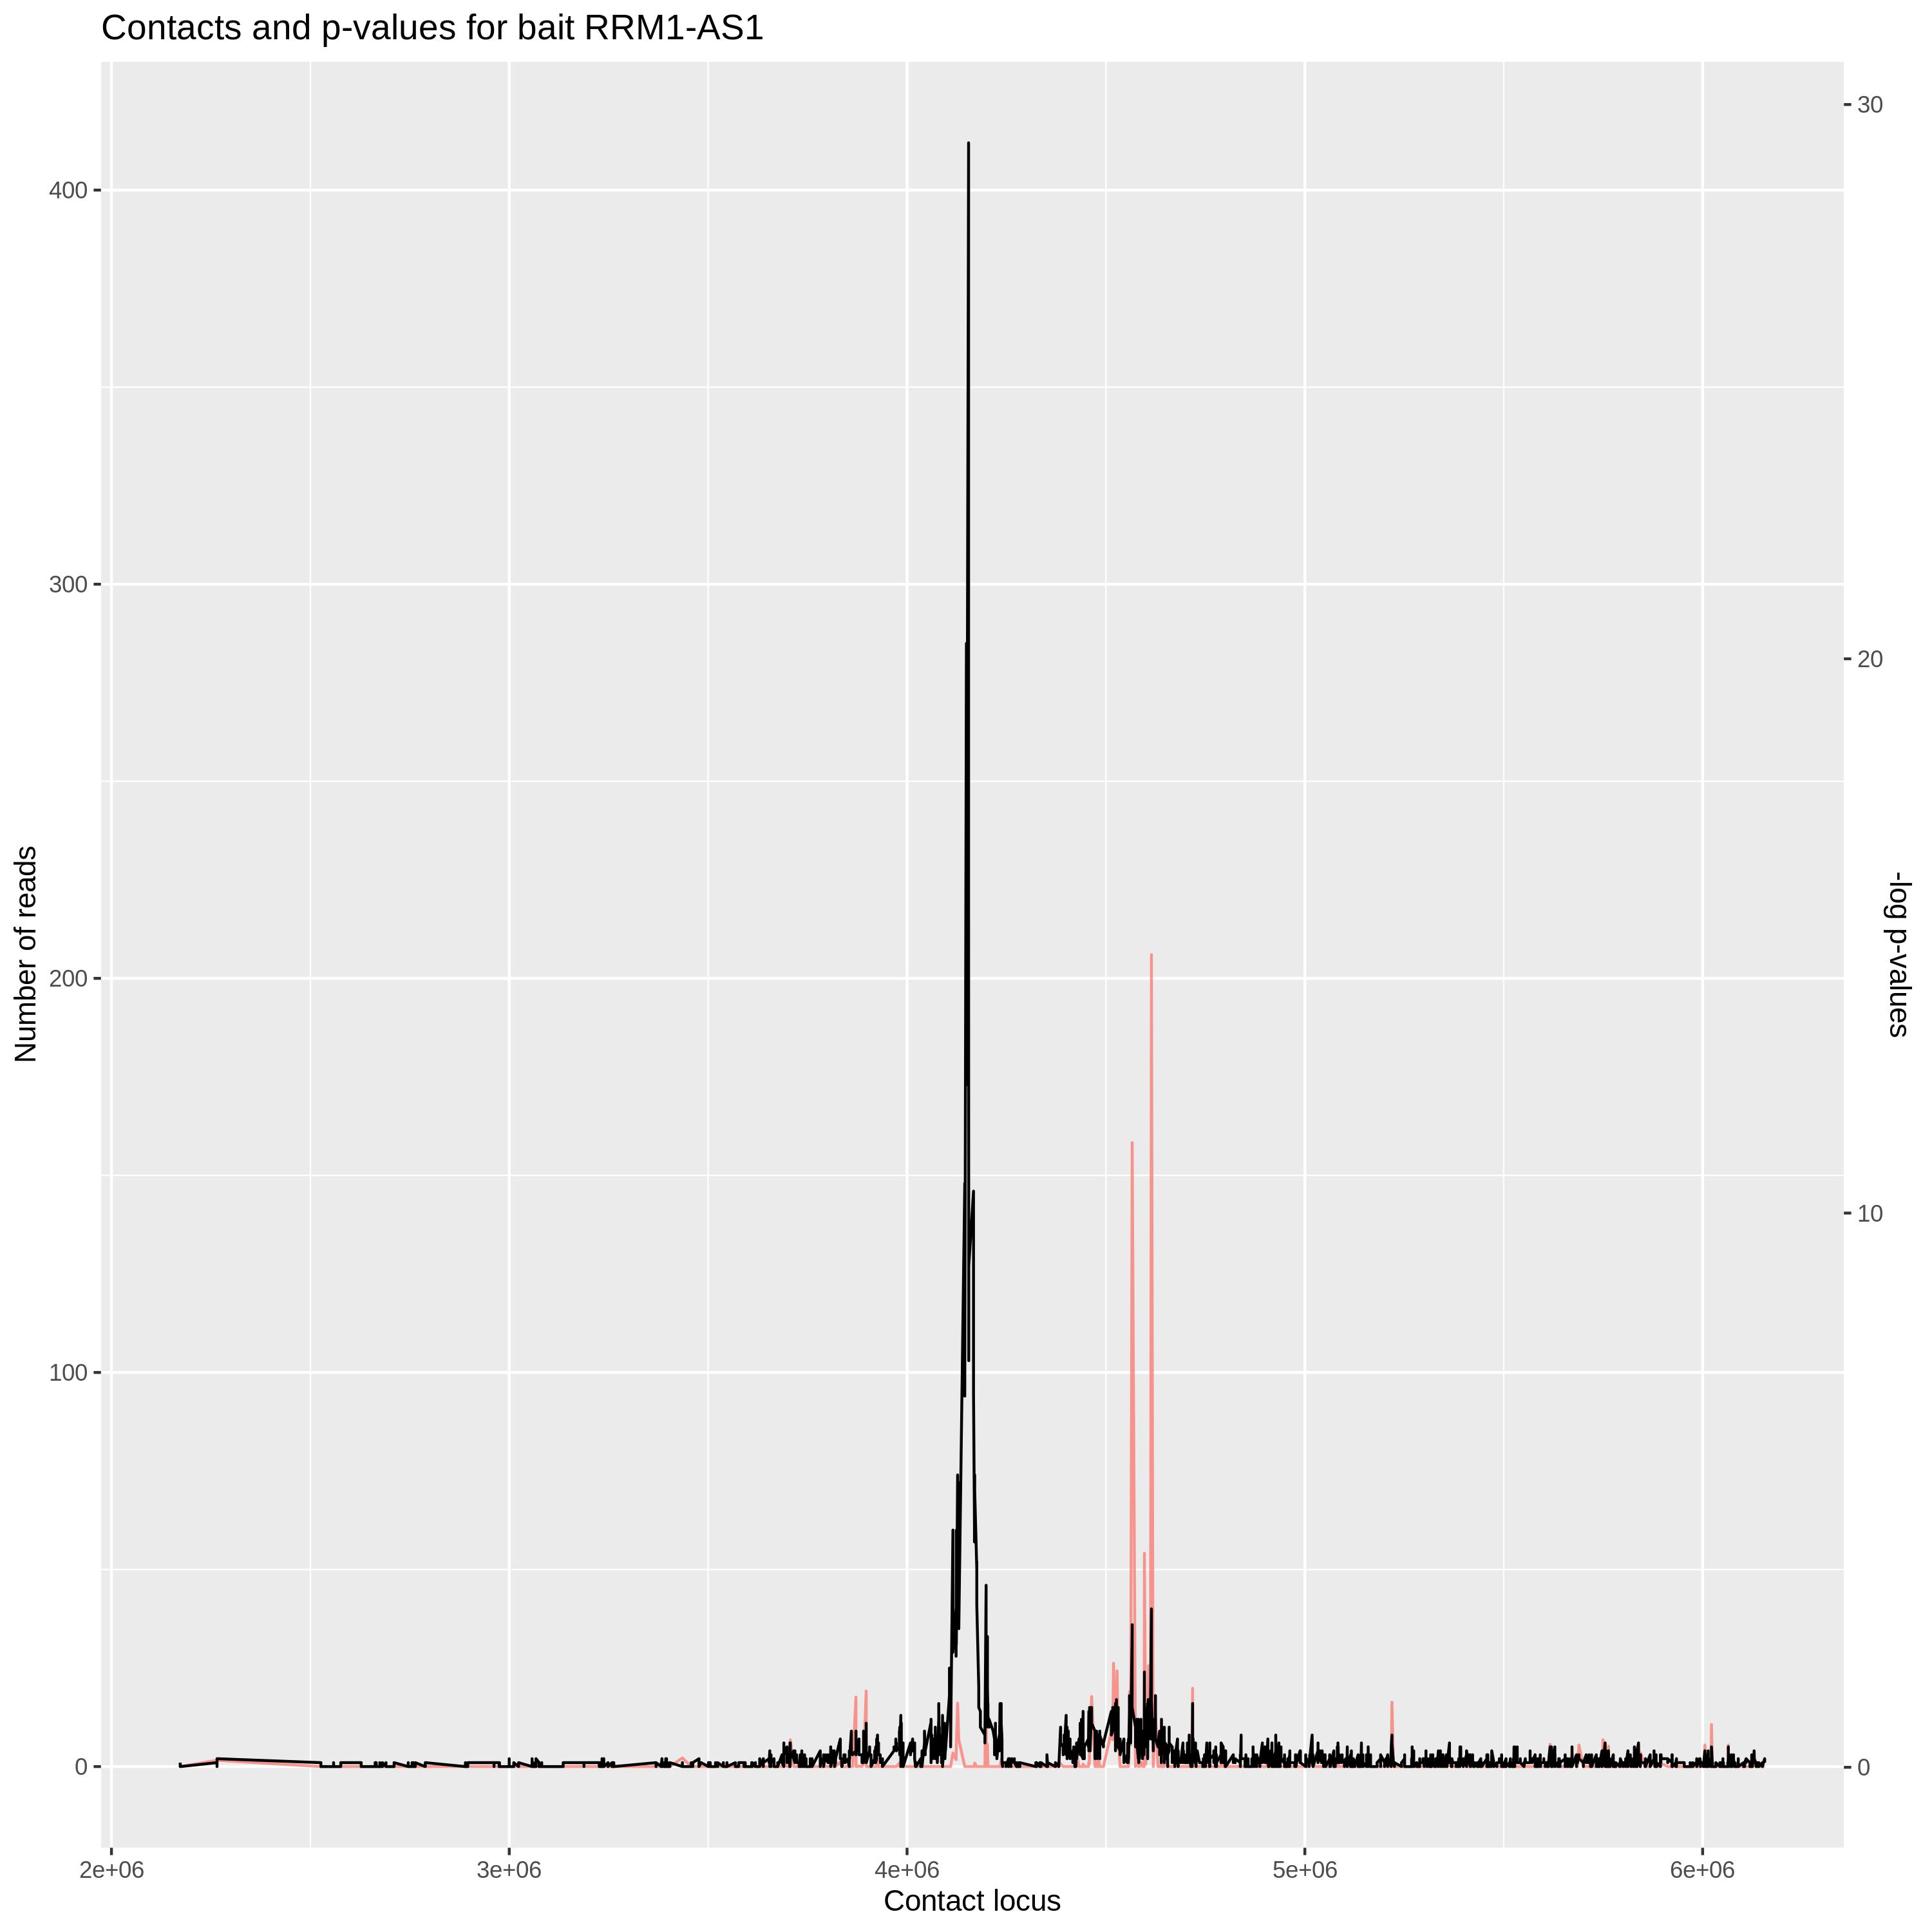 Contacts and p-values for bait RRM1-AS1
30
400
300
20
Number of reads
-log p-values
200
10
100
0
0
2e+06
3e+06
4e+06
5e+06
6e+06
Contact locus